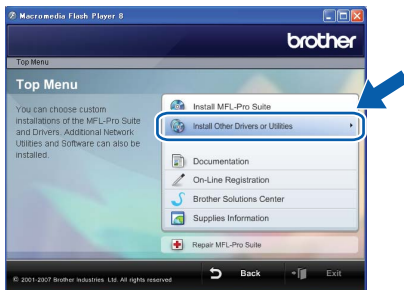 Macromedia Flash Player 8
brother
Top Menu
Top Menu
You can choose custom
installations of the MFL-Pro Suite
and Drivers. Additional Network
Utilities and Software can also be
installed.
Install MFL-Pro Suite
Install Other Drivers or Utilities
Documentation
On-Line Registration
Brother Solutions Center
Supplies Information
Repair MFL-Pro Suite
© 2001-2007 Brother Industries Ltd. All rights reserved
Back
Exit